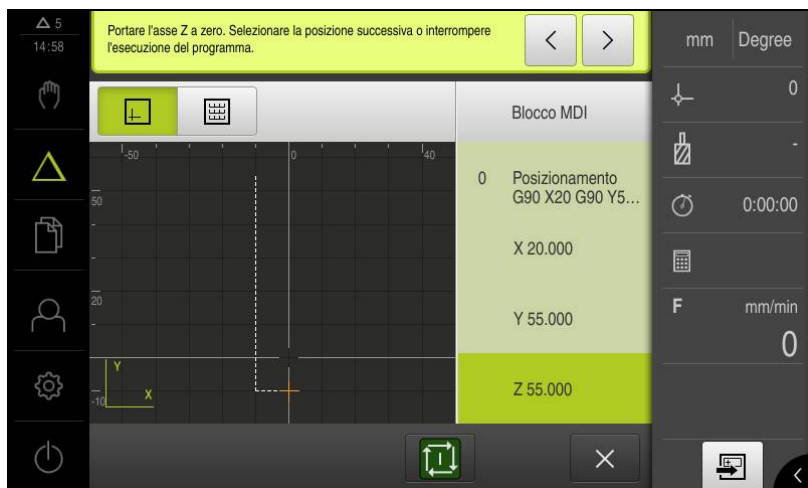 5
14:58
Portare l'asse Z a zero. Selezionare la posizione successiva o interrompere
l'esecuzione del programma.
mm Degree
0
-
0:00:00
F mm/min
0
Blocco MDI
0 Posizionamento
G90 X20 G90 Y5...
X 20.000
Y 55.000
Z 55.000
-50 0 40
50
20
-10
Y
X